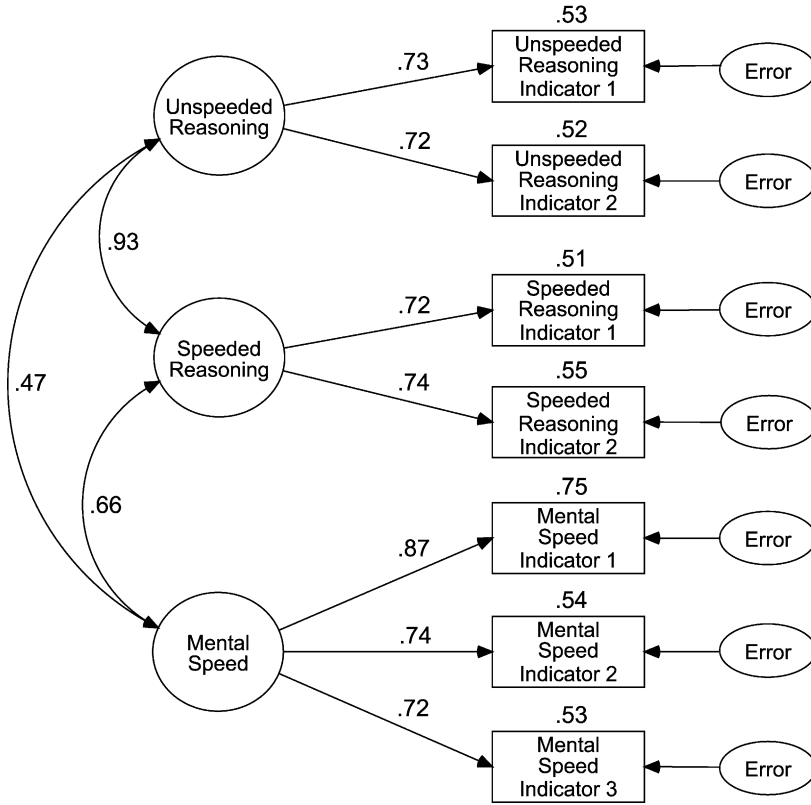 .53
Unspeeded
Reasoning
Indicator 1
Error
.73
Unspeeded
Reasoning
.52
Unspeeded
Reasoning
Indicator 2
Error
.72
.93
.51
Speeded
Reasoning
Indicator 1
Error
.72
Speeded
Reasoning
.47
.55
Speeded
Reasoning
Indicator 2
Error
.74
.66
.75
Mental
Speed
Indicator 1
Error
.87
.54
Mental
Speed
Indicator 2
Error
.74
Mental
Speed
.72
.53
Mental
Speed
Indicator 3
Error